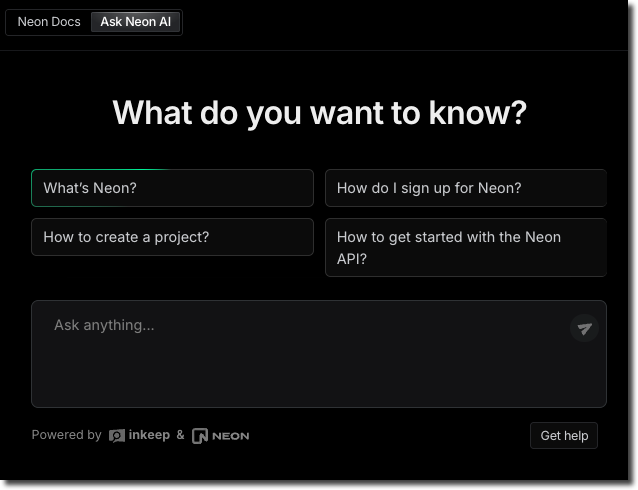 Neon Docs Ask Neon AI
What do you want to know?
What’s Neon?
How do I sign up for Neon?
How to create a project?
How to get started with the Neon
API?
Ask anything...
Powered by inkeep & NEON
Get help